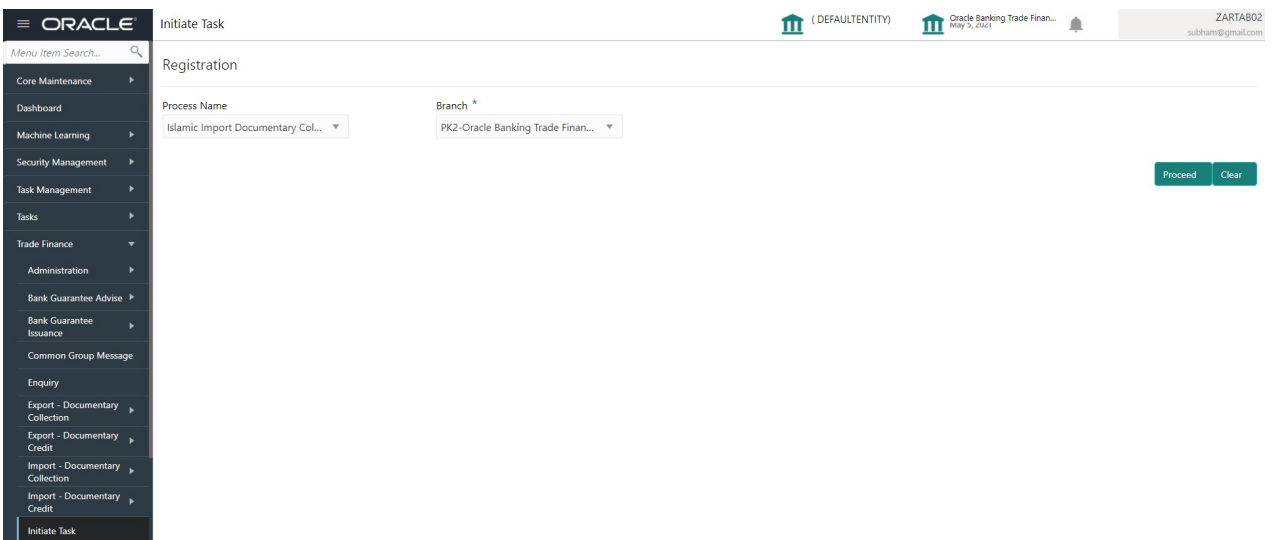 ORACLE
Initiate Task
( DEFAULTENTITY)
Oracle Banking Trade Finan...
May 5, 2021
ZARTAB02
subham@gmail.com
Menu Item Search...
Core Maintenance
Dashboard
Machine Learning
Security Management
Task Management
Tasks
Trade Finance
Administration
Bank Guarantee Advise
Bank Guarantee
Issuance
Common Group Message
Enquiry
Export - Documentary
Collection
Export - Documentary
Credit
Import - Documentary
Collection
Import - Documentary
Credit
Initiate Task
Registration
Process Name
Branch *
Islamic Import Documentary Col...
PK2-Oracle Banking Trade Finan...
Proceed
Clear